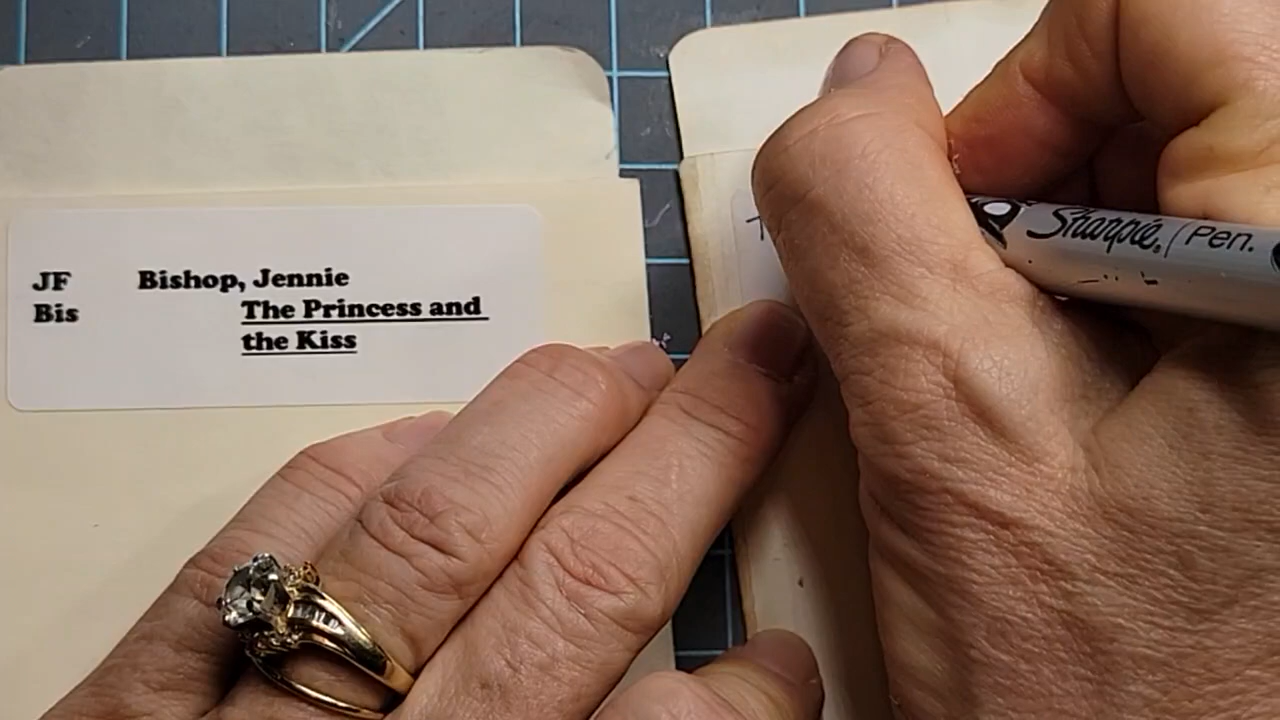 JF Bishop, Jennie
Bis The Princess and
the Kiss
Sharpie. Pen.